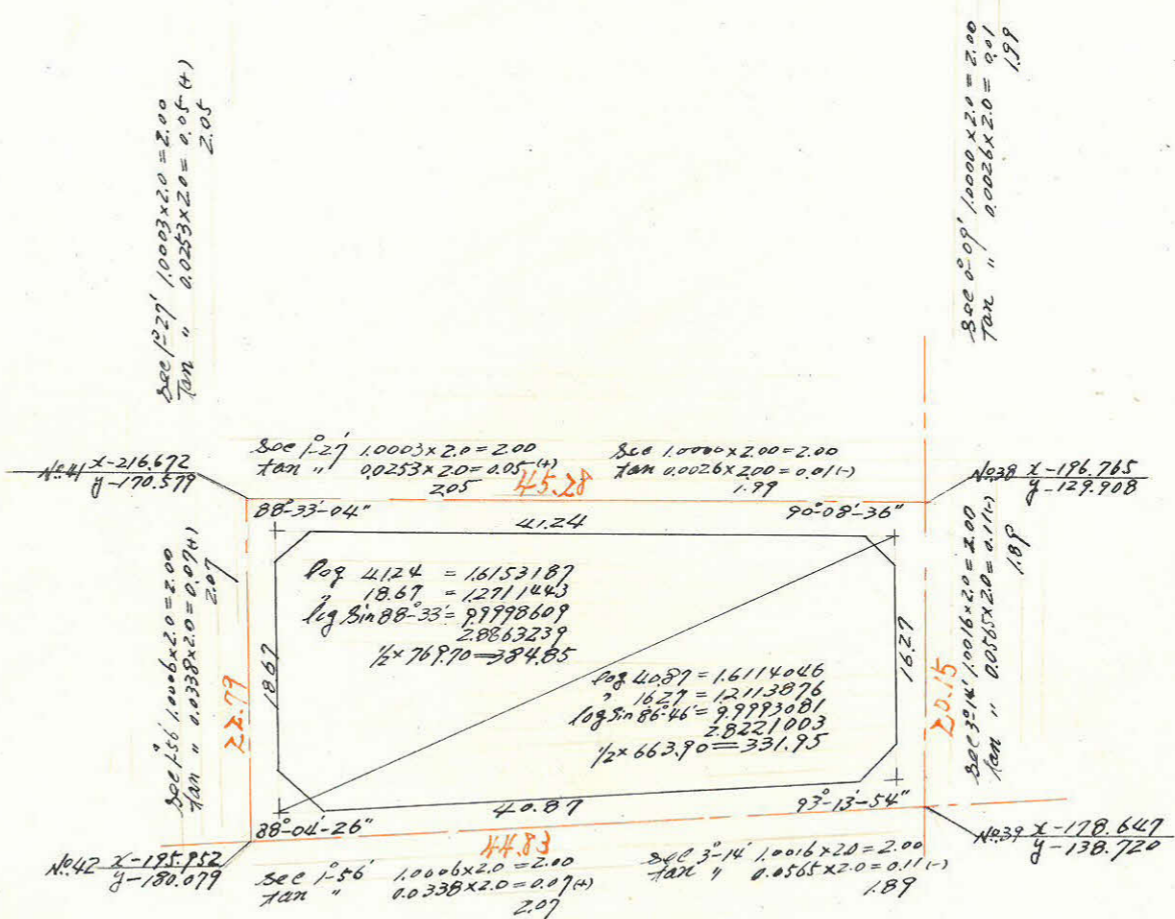 sec 1°-27' 1.0003×2.0=2.00
Tan " 0.0253×2.0=0.05(+)
2.05
sec 0°-09' 1.0000×2.0=2.00
Tan " 0.0026×2.0=0.01
1.99
sec 1°-27' 1.0003×2.0=2.00
tan " 0.0253×2.0=0.05(+)
2.05
sec 1.0000×2.00=2.00
tan 0.0026×2.00=0.01(-)
1.99
45.28
No.41 x-216.672
y-170.579
No.38 x-196.765
y-129.908
88°-33'-04"
41.24
90°-08'-36"
sec 1°-56' 1.0006×2.0=2.00
tan " 0.0338×2.0=0.07(+)
2.07
22.79
18.67
log 41.24 =1.6153187
" 18.67 =1.2711443
log sin 88°-33'=9.9998609
2.8863239
1/2×769.70=384.85
log 40.87=1.6114046
" 16.27=1.2113876
log sin 86°-46'=9.9993081
2.8221003
1/2×663.90=331.95
16.27
20.15
sec 3°-14' 1.0016×2.0=2.00
tan " 0.0565×2.0=0.11(-)
1.89
88°-04'-26"
40.87
93°-13'-54"
44.83
No.42 x-195.952
y-180.079
No.39 x-178.647
y-138.720
sec 1°-56' 1.0006×2.0=2.00
tan " 0.0338×2.0=0.07(+)
2.07
sec 3°-14' 1.0016×2.0=2.00
tan " 0.0565×2.0=0.11(-)
1.89